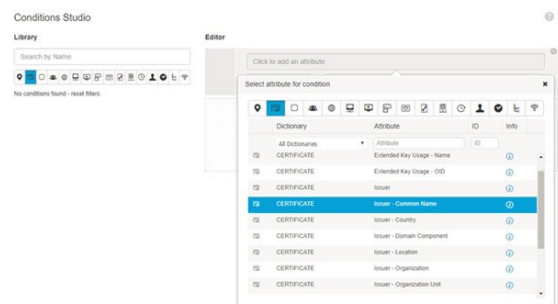 Conditions Studio
Library
Editor
Search by Name
Click to add an attribute
No conditions found - reset filters.
Select attribute for condition
Dictionary Attribute ID Info
All Dictionaries Attribute ID
CERTIFICATE Extended Key Usage - Name
CERTIFICATE Extended Key Usage - OID
CERTIFICATE Issuer
CERTIFICATE Issuer - Common Name
CERTIFICATE Issuer - Country
CERTIFICATE Issuer - Domain Component
CERTIFICATE Issuer - Location
CERTIFICATE Issuer - Organization
CERTIFICATE Issuer - Organization Unit